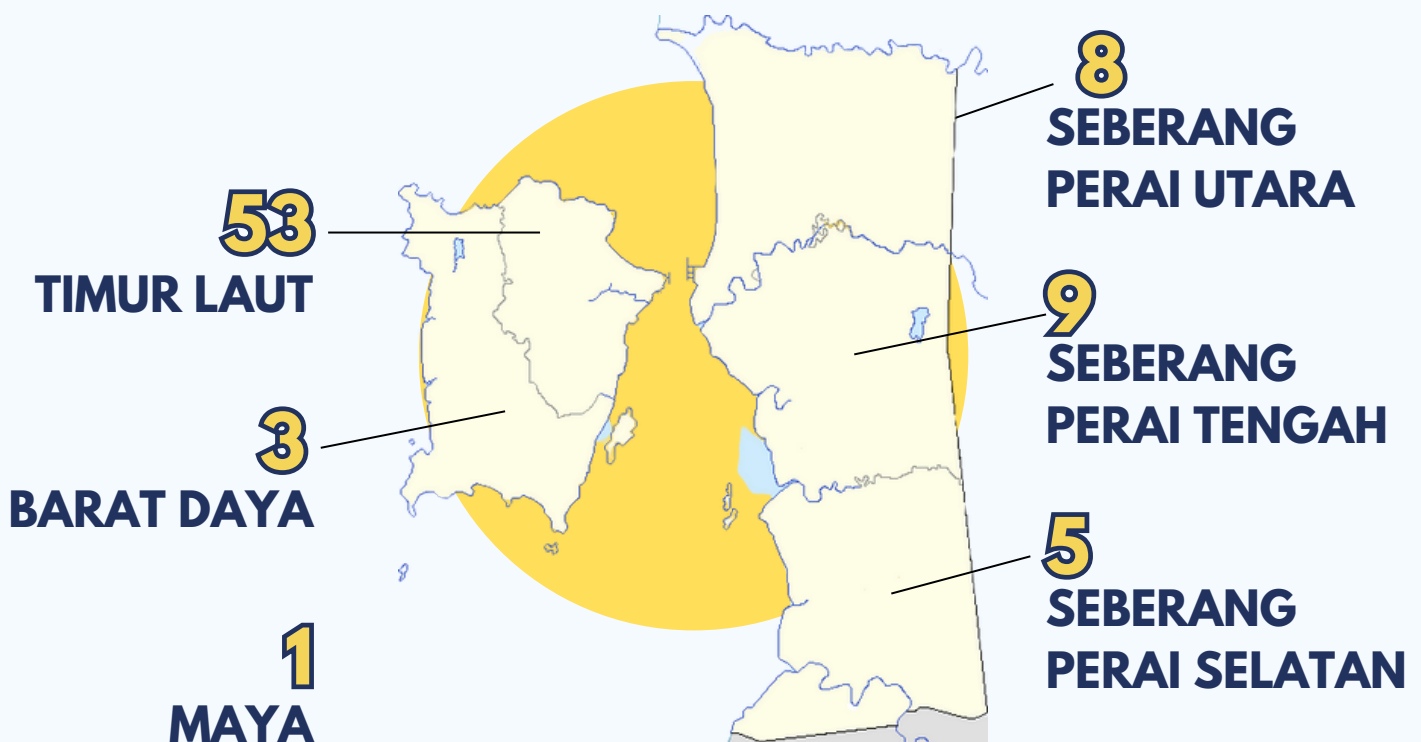 53
TIMUR LAUT
3
BARAT DAYA
1
MAYA
8
SEBERANG
PERAI UTARA
9
SEBERANG
PERAI TENGAH
5
SEBERANG
PERAI SELATAN